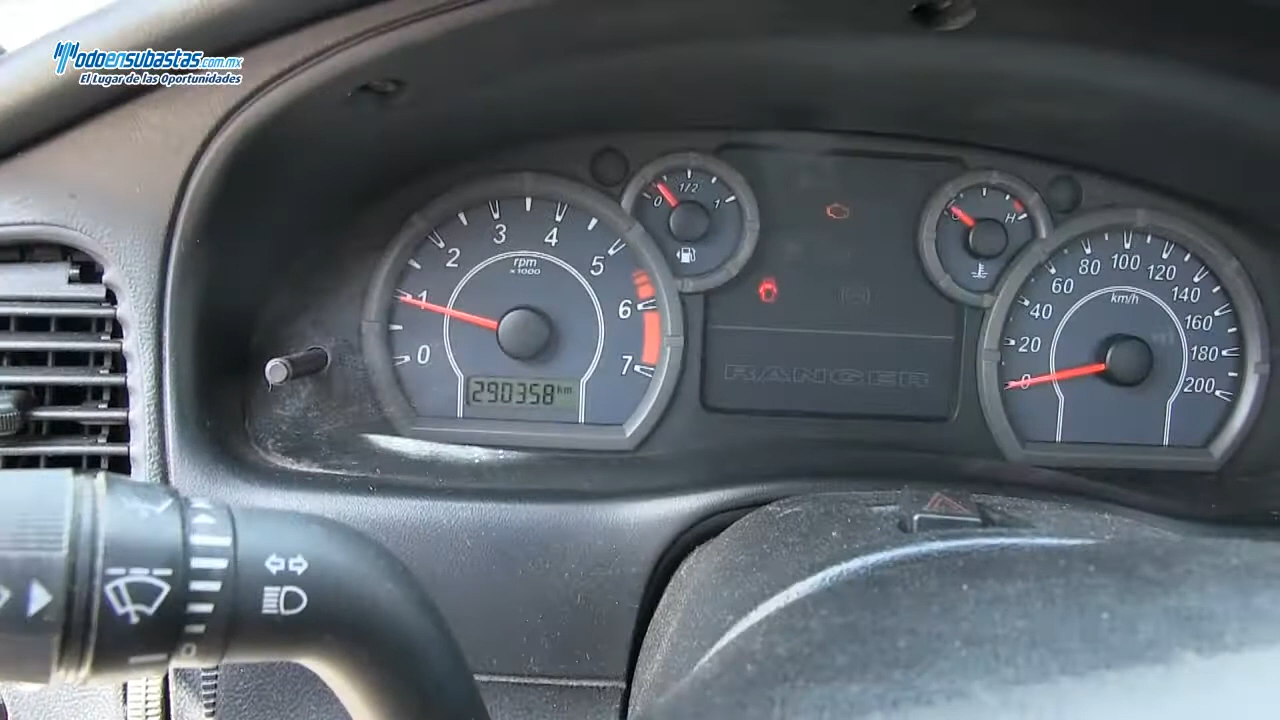 Todoensubastas.com.mx
El Lugar de las Oportunidades
0 1 2 3 4 5 6 7
rpm
x1000
290358 km
0 1/2 1
H
RANGER
0 20 40 60 80 100 120 140 160 180 200
km/h